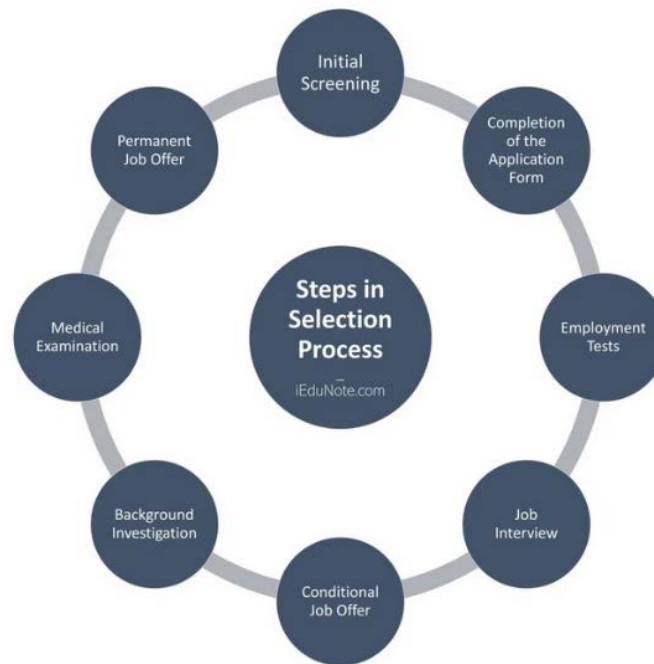 Initial
Screening
Completion
of the
Application
Form
Employment
Tests
Job
Interview
Conditional
Job Offer
Background
Investigation
Medical
Examination
Permanent
Job Offer
Steps in
Selection
Process
–
iEduNote.com